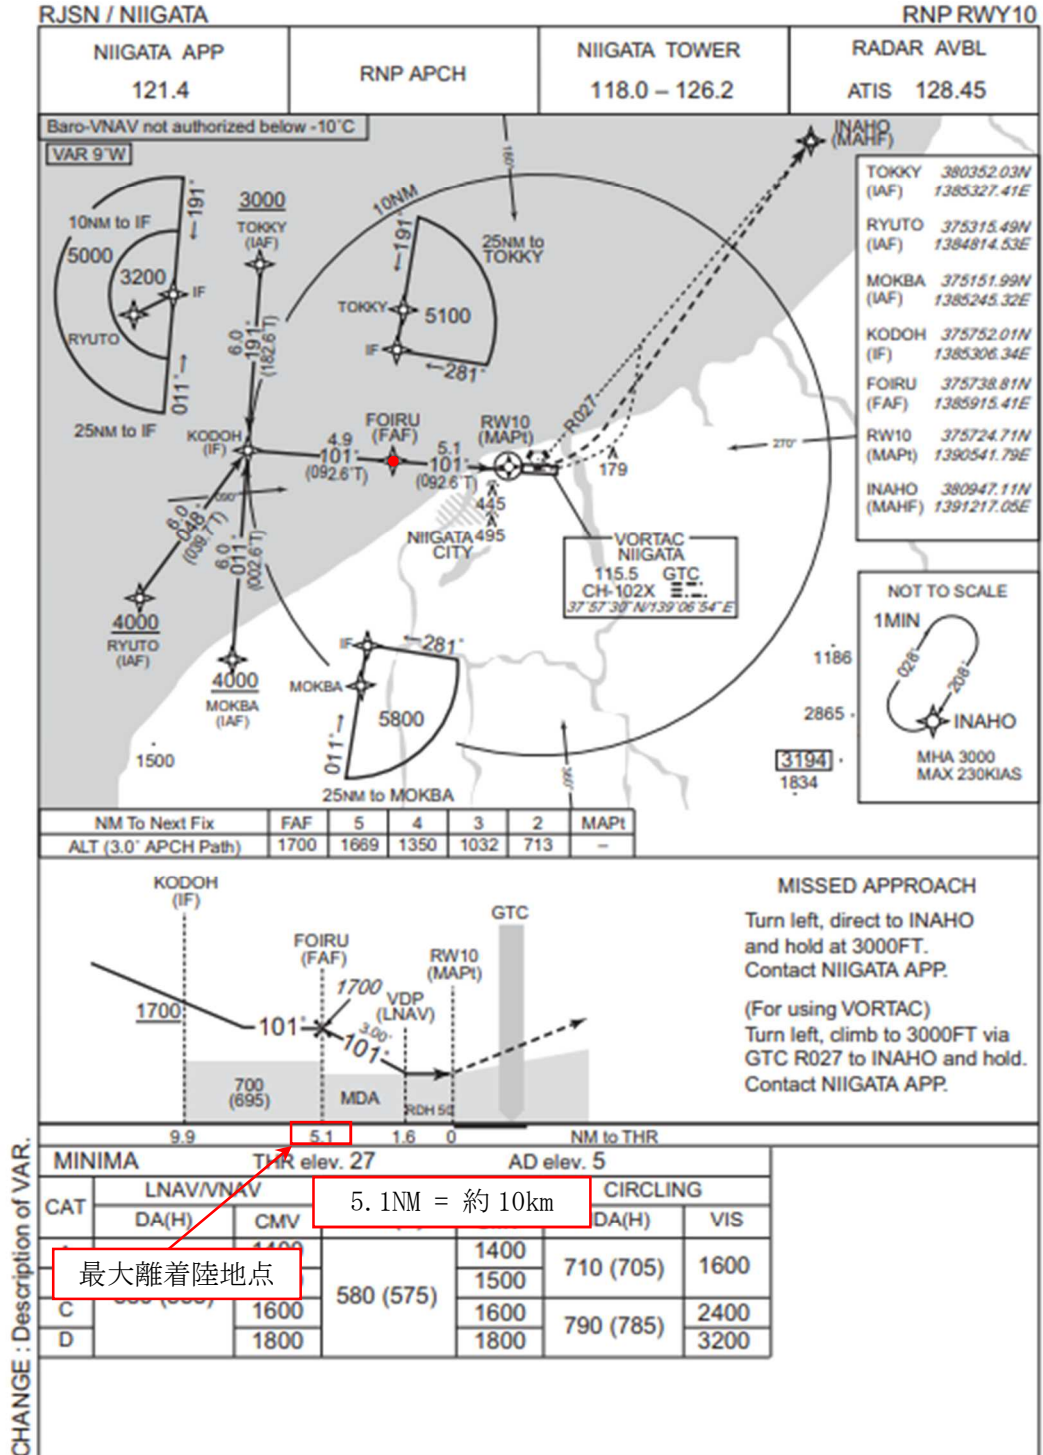 RJSN / NIIGATA
RNP RWY10
NIIGATA APP
121.4
RNP APCH
NIIGATA TOWER
118.0 – 126.2
RADAR AVBL
ATIS 128.45
Baro-VNAV not authorized below -10°C
VAR 9°W
INAHO
(MAHF)
TOKKY 380352.03N
(IAF) 1385327.41E
RYUTO 375315.49N
(IAF) 1384814.53E
MOKBA 375151.99N
(IAF) 1385245.32E
KODOH 375752.01N
(IF) 1385306.34E
FOIRU 375738.81N
(FAF) 1385915.41E
RW10 375724.71N
(MAPt) 1390541.79E
INAHO 380947.11N
(MAHF) 1391217.05E
10NM to IF
5000
3200
IF
RYUTO
←191°
011°→
25NM to IF
3000
TOKKY
(IAF)
6.0
191°
(182.6°T)
10NM
180°
←191°
25NM to
TOKKY
TOKKY
5100
IF
←281°
KODOH
(IF)
4.9
101°
(092.6°T)
FOIRU
(FAF)
5.1
101°
(092.6°T)
RW10
(MAPt)
R027
179
270°
090°
445
495
NIIGATA
CITY
6.0
048°
(039.7°T)
6.0
011°
(002.6°T)
VORTAC
NIIGATA
115.5 GTC
CH-102X
37°57'30"N/139°06'54"E
4000
RYUTO
(IAF)
4000
MOKBA
(IAF)
IF
←281°
MOKBA
5800
011°→
25NM to MOKBA
360°
1500
1186
2865
3194
1834
NOT TO SCALE
1MIN
028°
208°
INAHO
MHA 3000
MAX 230KIAS
NM To Next Fix FAF 5 4 3 2 MAPt
ALT (3.0° APCH Path) 1700 1669 1350 1032 713 –
KODOH
(IF)
1700
FOIRU
(FAF)
1700
101°
3.00°
101°
VDP
(LNAV)
RW10
(MAPt)
GTC
700
(695)
MDA
RDH 50
9.9 5.1 1.6 0 NM to THR
MISSED APPROACH
Turn left, direct to INAHO
and hold at 3000FT.
Contact NIIGATA APP.
(For using VORTAC)
Turn left, climb to 3000FT via
GTC R027 to INAHO and hold.
Contact NIIGATA APP.
MINIMA THR elev. 27 AD elev. 5
CAT LNAV/VNAV CIRCLING
DA(H) CMV VIS
5.1NM = 約10km
最大離着陸地点
1400 710 (705) 1600
1500
580 (575)
C 1600 1600 790 (785) 2400
D 1800 1800 3200
CHANGE : Description of VAR.